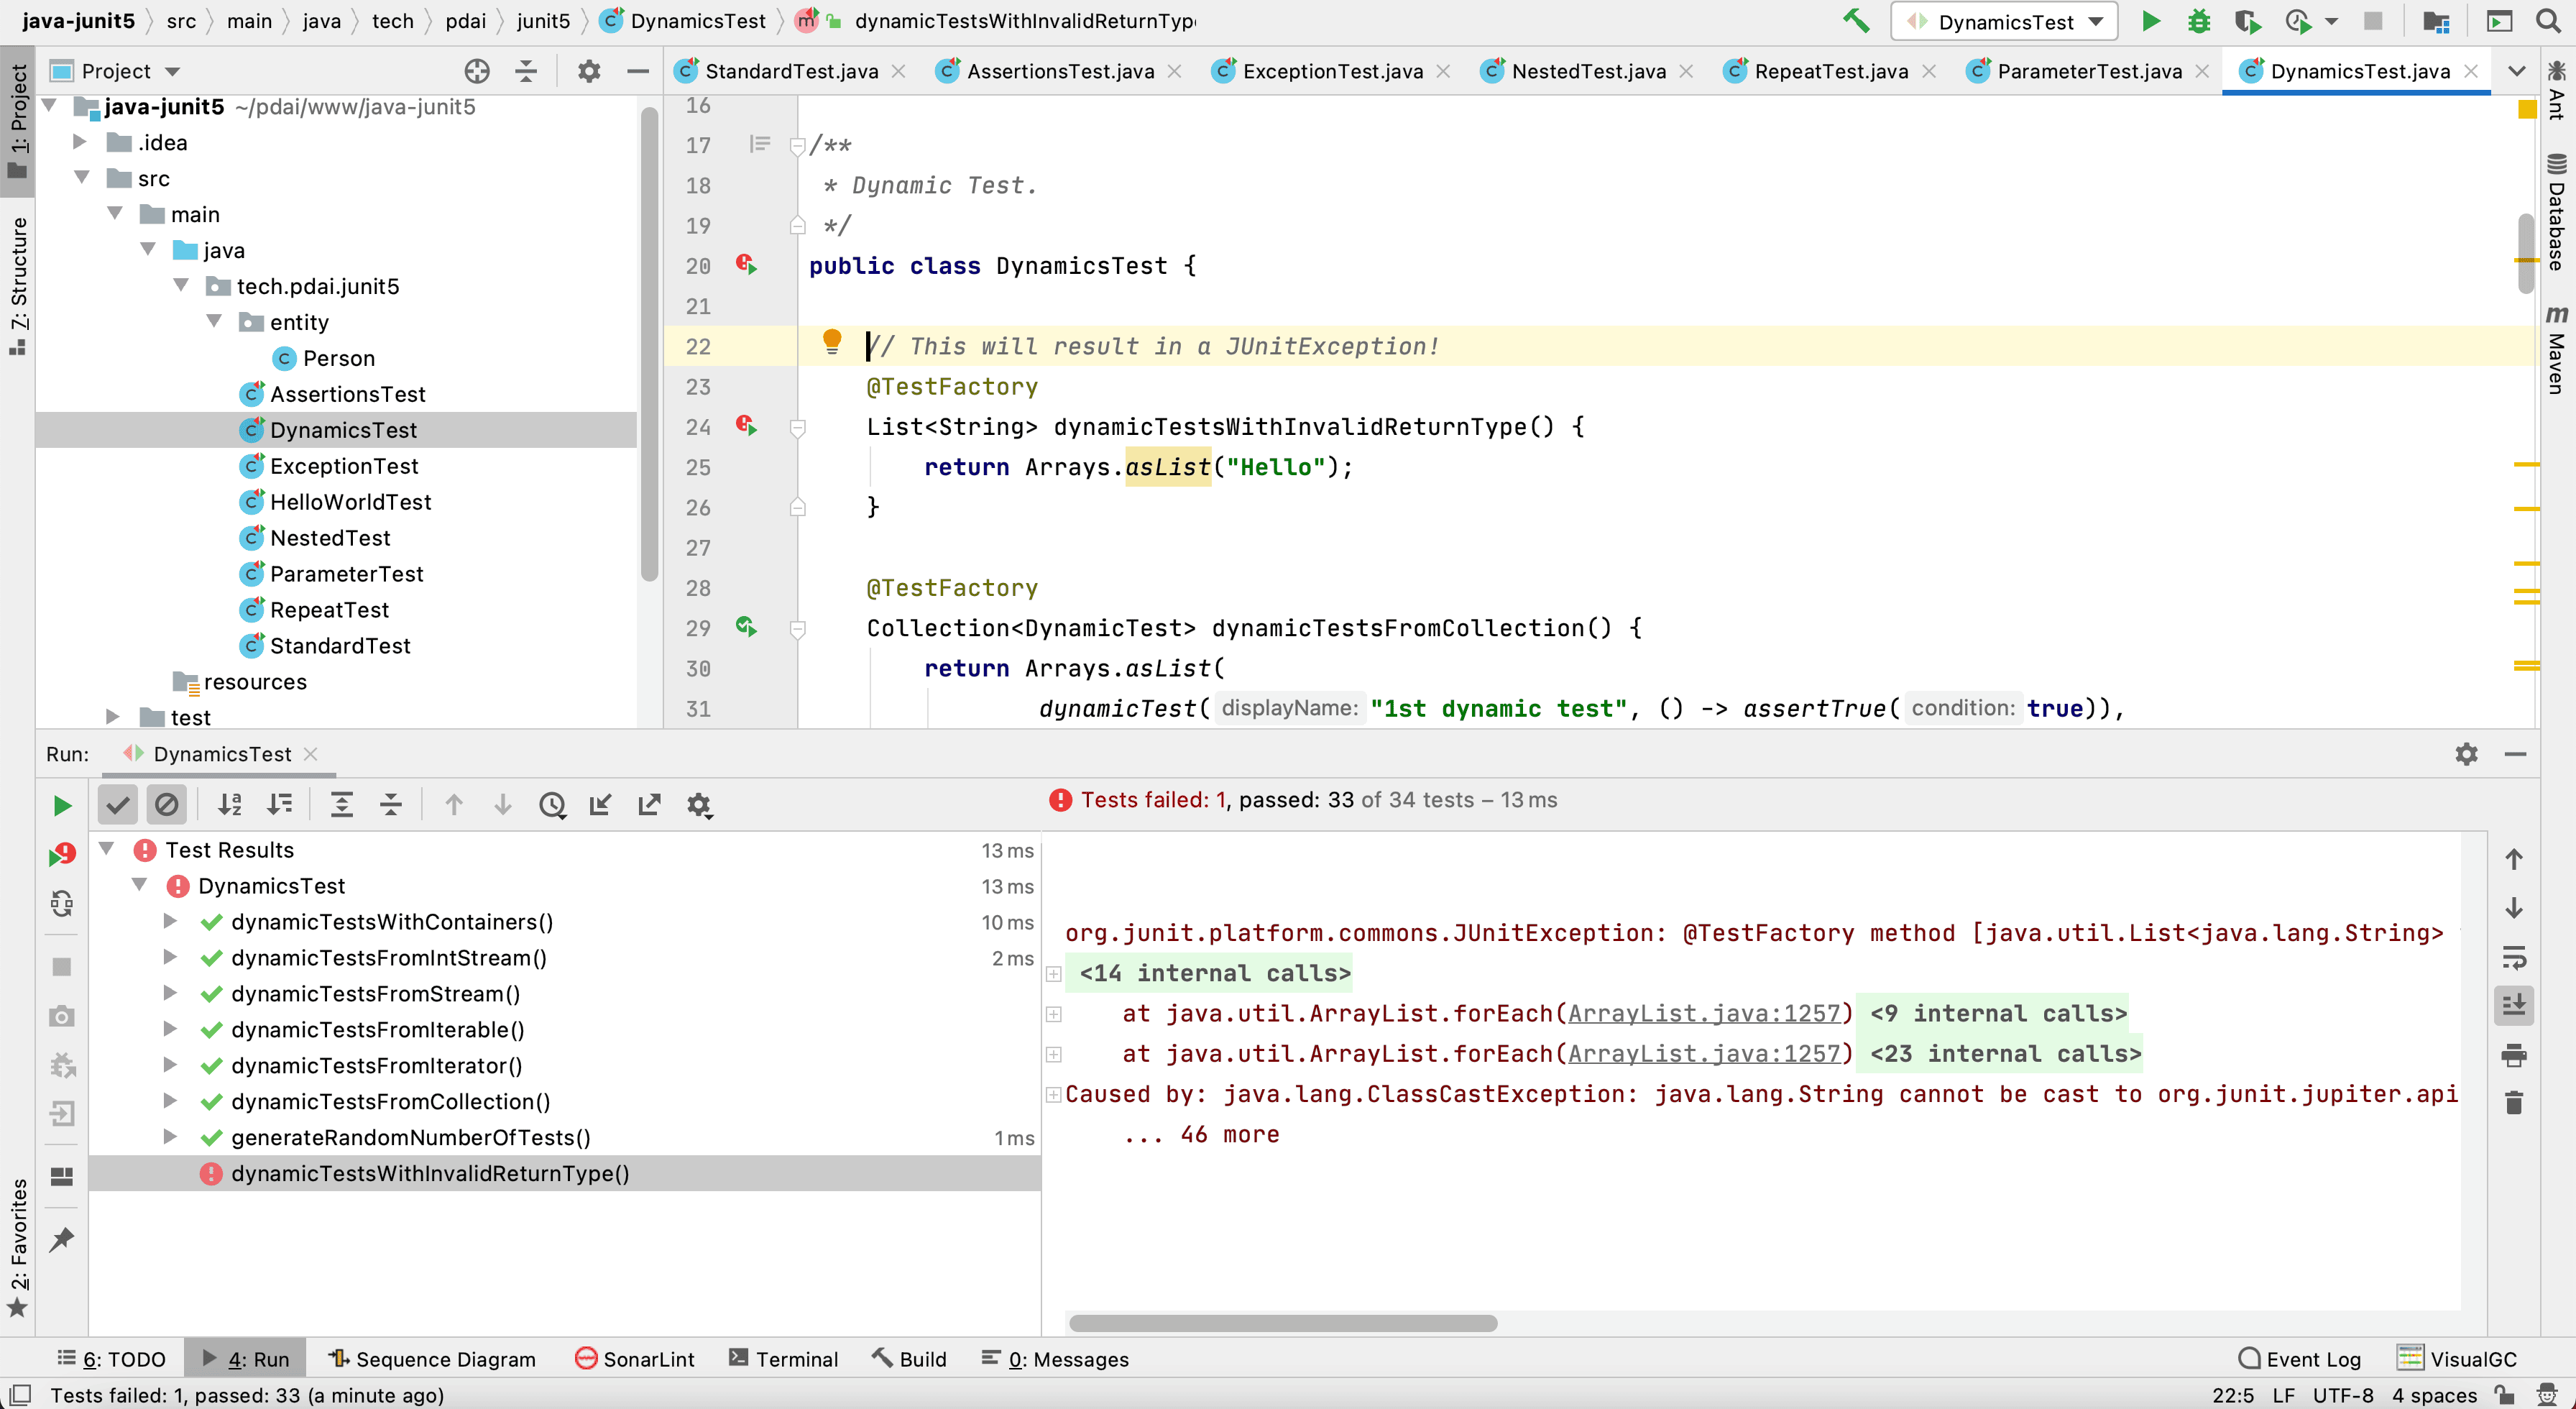 java-junit5 src main java tech pdai junit5 DynamicsTest dynamicTestsWithInvalidReturnType
DynamicsTest
1: Project
Z: Structure
2: Favorites
Project
StandardTest.java AssertionsTest.java ExceptionTest.java NestedTest.java RepeatTest.java ParameterTest.java DynamicsTest.java
Ant
Database
Maven
java-junit5 ~/pdai/www/java-junit5
.idea
src
main
java
tech.pdai.junit5
entity
Person
AssertionsTest
DynamicsTest
ExceptionTest
HelloWorldTest
NestedTest
ParameterTest
RepeatTest
StandardTest
resources
test
16
17 /**
18 * Dynamic Test.
19 */
20 public class DynamicsTest {
21
22 // This will result in a JUnitException!
23 @TestFactory
24 List<String> dynamicTestsWithInvalidReturnType() {
25 return Arrays.asList("Hello");
26 }
27
28 @TestFactory
29 Collection<DynamicTest> dynamicTestsFromCollection() {
30 return Arrays.asList(
31 dynamicTest( displayName: "1st dynamic test", () -> assertTrue( condition: true)),
Run: DynamicsTest
Tests failed: 1, passed: 33 of 34 tests – 13 ms
Test Results 13 ms
DynamicsTest 13 ms
dynamicTestsWithContainers() 10 ms
dynamicTestsFromIntStream() 2 ms
dynamicTestsFromStream()
dynamicTestsFromIterable()
dynamicTestsFromIterator()
dynamicTestsFromCollection()
generateRandomNumberOfTests() 1 ms
dynamicTestsWithInvalidReturnType()
org.junit.platform.commons.JUnitException: @TestFactory method [java.util.List<java.lang.String>
<14 internal calls>
at java.util.ArrayList.forEach(ArrayList.java:1257) <9 internal calls>
at java.util.ArrayList.forEach(ArrayList.java:1257) <23 internal calls>
Caused by: java.lang.ClassCastException: java.lang.String cannot be cast to org.junit.jupiter.api
... 46 more
6: TODO 4: Run Sequence Diagram SonarLint Terminal Build 0: Messages Event Log VisualGC
Tests failed: 1, passed: 33 (a minute ago) 22:5 LF UTF-8 4 spaces